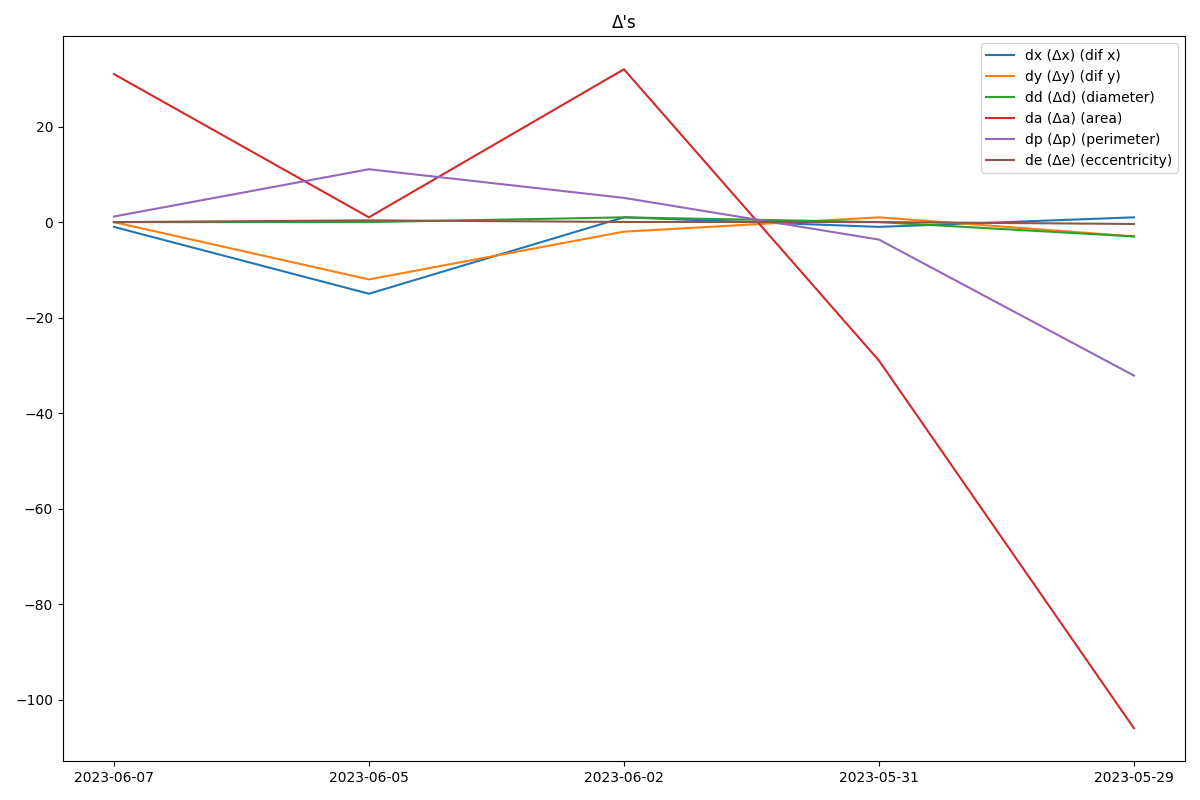 Δ's
dx (Δx) (dif x)
dy (Δy) (dif y)
dd (Δd) (diameter)
da (Δa) (area)
dp (Δp) (perimeter)
de (Δe) (eccentricity)
20
0
−20
−40
−60
−80
−100
2023-06-07 2023-06-05 2023-06-02 2023-05-31 2023-05-29